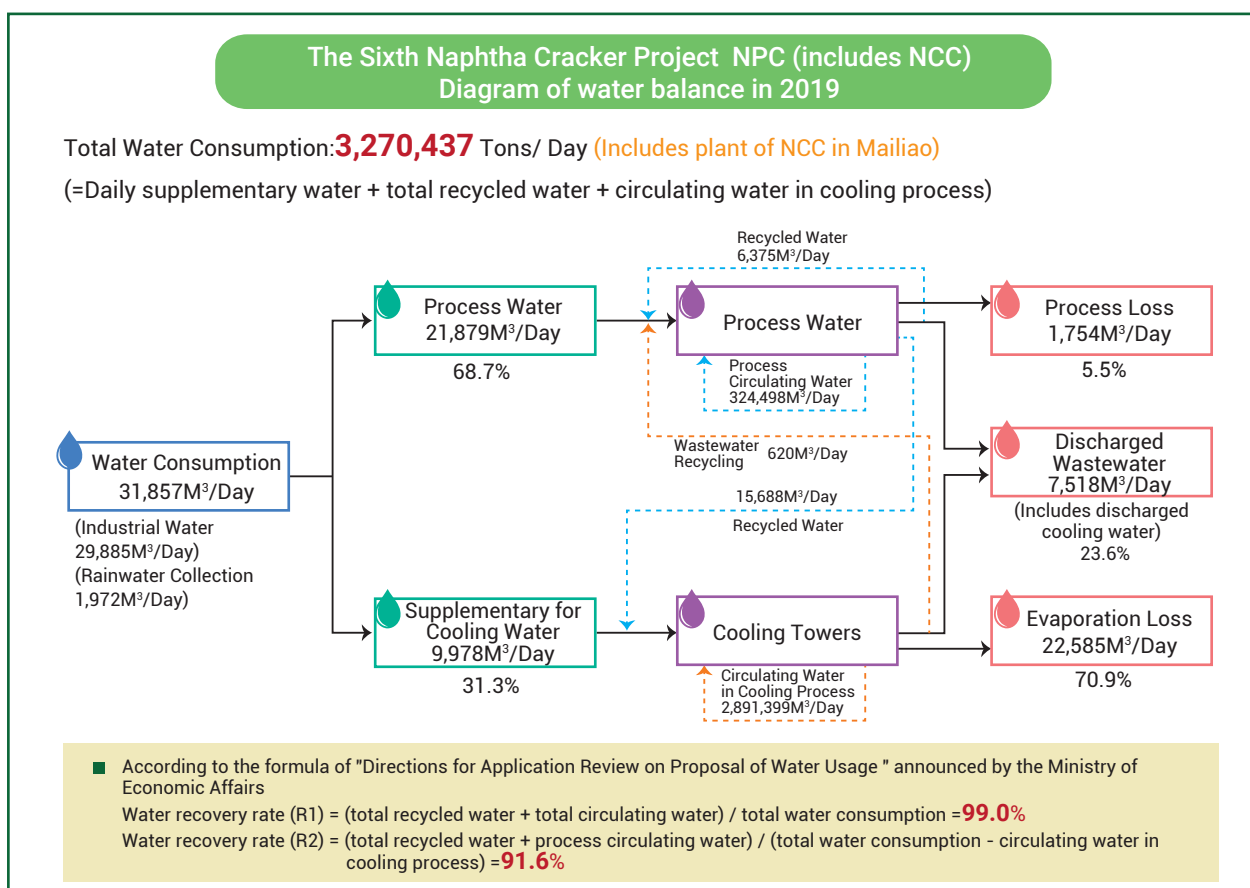 The Sixth Naphtha Cracker Project NPC (includes NCC)
Diagram of water balance in 2019
Total Water Consumption:3,270,437 Tons/ Day (Includes plant of NCC in Mailiao)
(=Daily supplementary water + total recycled water + circulating water in cooling process)
Recycled Water
6,375M³/Day
Process Water
21,879M³/Day
68.7%
Process Water
Process Loss
1,754M³/Day
5.5%
Process
Circulating Water
324,498M³/Day
Water Consumption
31,857M³/Day
(Industrial Water
29,885M³/Day)
(Rainwater Collection
1,972M³/Day)
Wastewater
Recycling 620M³/Day
15,688M³/Day
Recycled Water
Discharged
Wastewater
7,518M³/Day
(Includes discharged
cooling water)
23.6%
Supplementary for
Cooling Water
9,978M³/Day
31.3%
Cooling Towers
Evaporation Loss
22,585M³/Day
70.9%
Circulating Water
in Cooling Process
2,891,399M³/Day
According to the formula of "Directions for Application Review on Proposal of Water Usage " announced by the Ministry of
Economic Affairs
Water recovery rate (R1) = (total recycled water + total circulating water) / total water consumption =99.0%
Water recovery rate (R2) = (total recycled water + process circulating water) / (total water consumption - circulating water in
cooling process) =91.6%